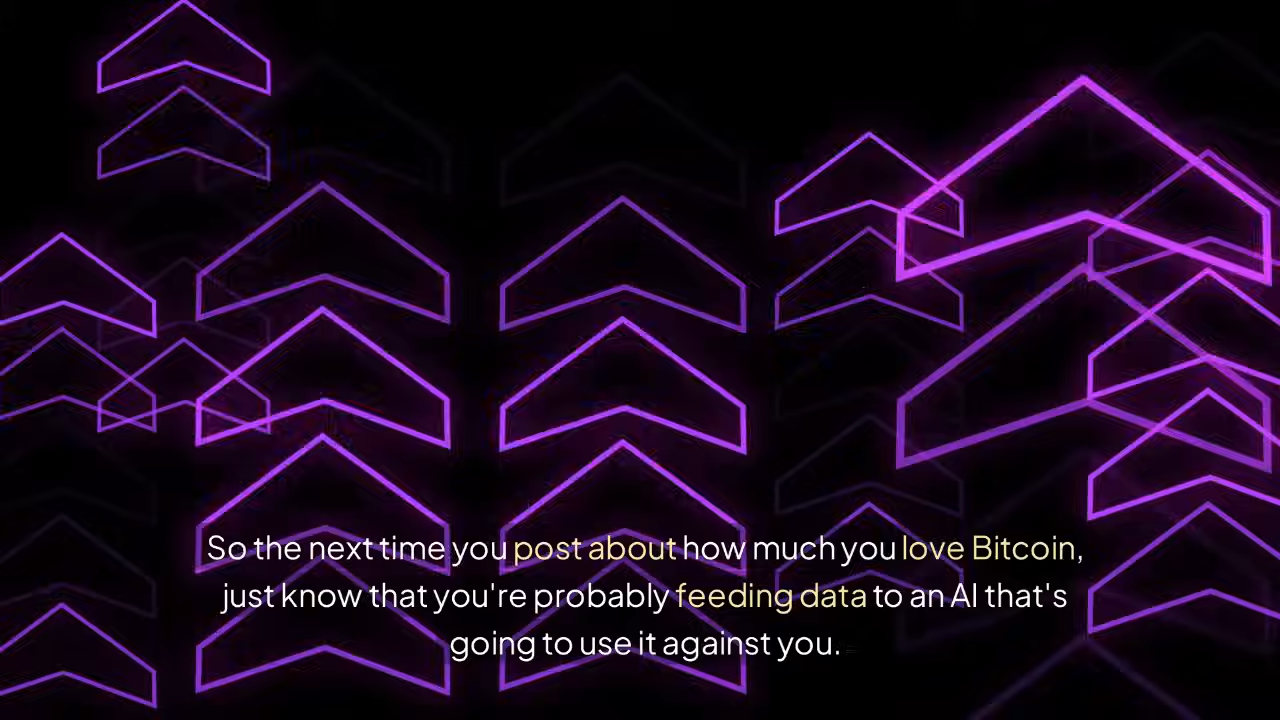 So the next time you post about how much you love Bitcoin,
just know that you're probably feeding data to an AI that's
going to use it against you.